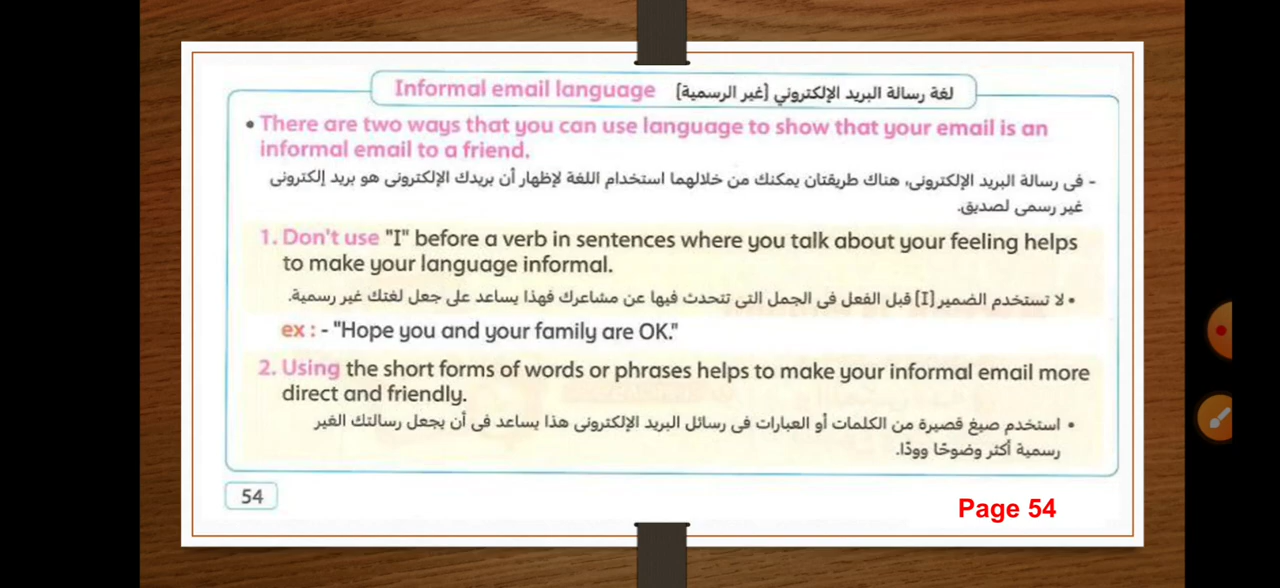 Informal email language لغة رسالة البريد الإلكتروني [غير الرسمية]
• There are two ways that you can use language to show that your email is an
informal email to a friend.
- فى رسالة البريد الإلكترونى، هناك طريقتان يمكنك من خلالهما استخدام اللغة لإظهار أن بريدك الإلكترونى هو بريد إلكترونى
غير رسمى لصديق.
1. Don't use "I" before a verb in sentences where you talk about your feeling helps
to make your language informal.
• لا تستخدم الضمير [I] قبل الفعل فى الجمل التى تتحدث فيها عن مشاعرك فهذا يساعد على جعل لغتك غير رسمية.
ex : - "Hope you and your family are OK."
2. Using the short forms of words or phrases helps to make your informal email more
direct and friendly.
• استخدم صيغ قصيرة من الكلمات أو العبارات فى رسائل البريد الإلكترونى هذا يساعد فى أن يجعل رسالتك الغير
رسمية أكثر وضوحًا وودًا.
54
Page 54